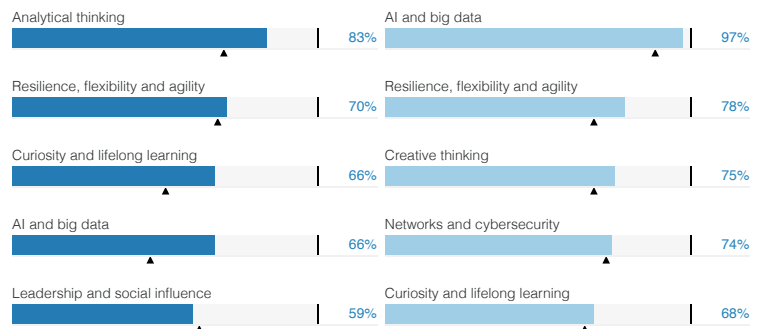 Analytical thinking
83%
Resilience, flexibility and agility
70%
Curiosity and lifelong learning
66%
AI and big data
66%
Leadership and social influence
59%
AI and big data
97%
Resilience, flexibility and agility
78%
Creative thinking
75%
Networks and cybersecurity
74%
Curiosity and lifelong learning
68%